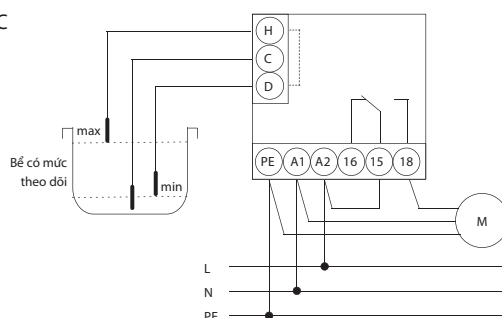 C
H
C
D
max
Bể có mức
theo dõi
min
PE A1 A2 16 15 18
M
L
N
PE